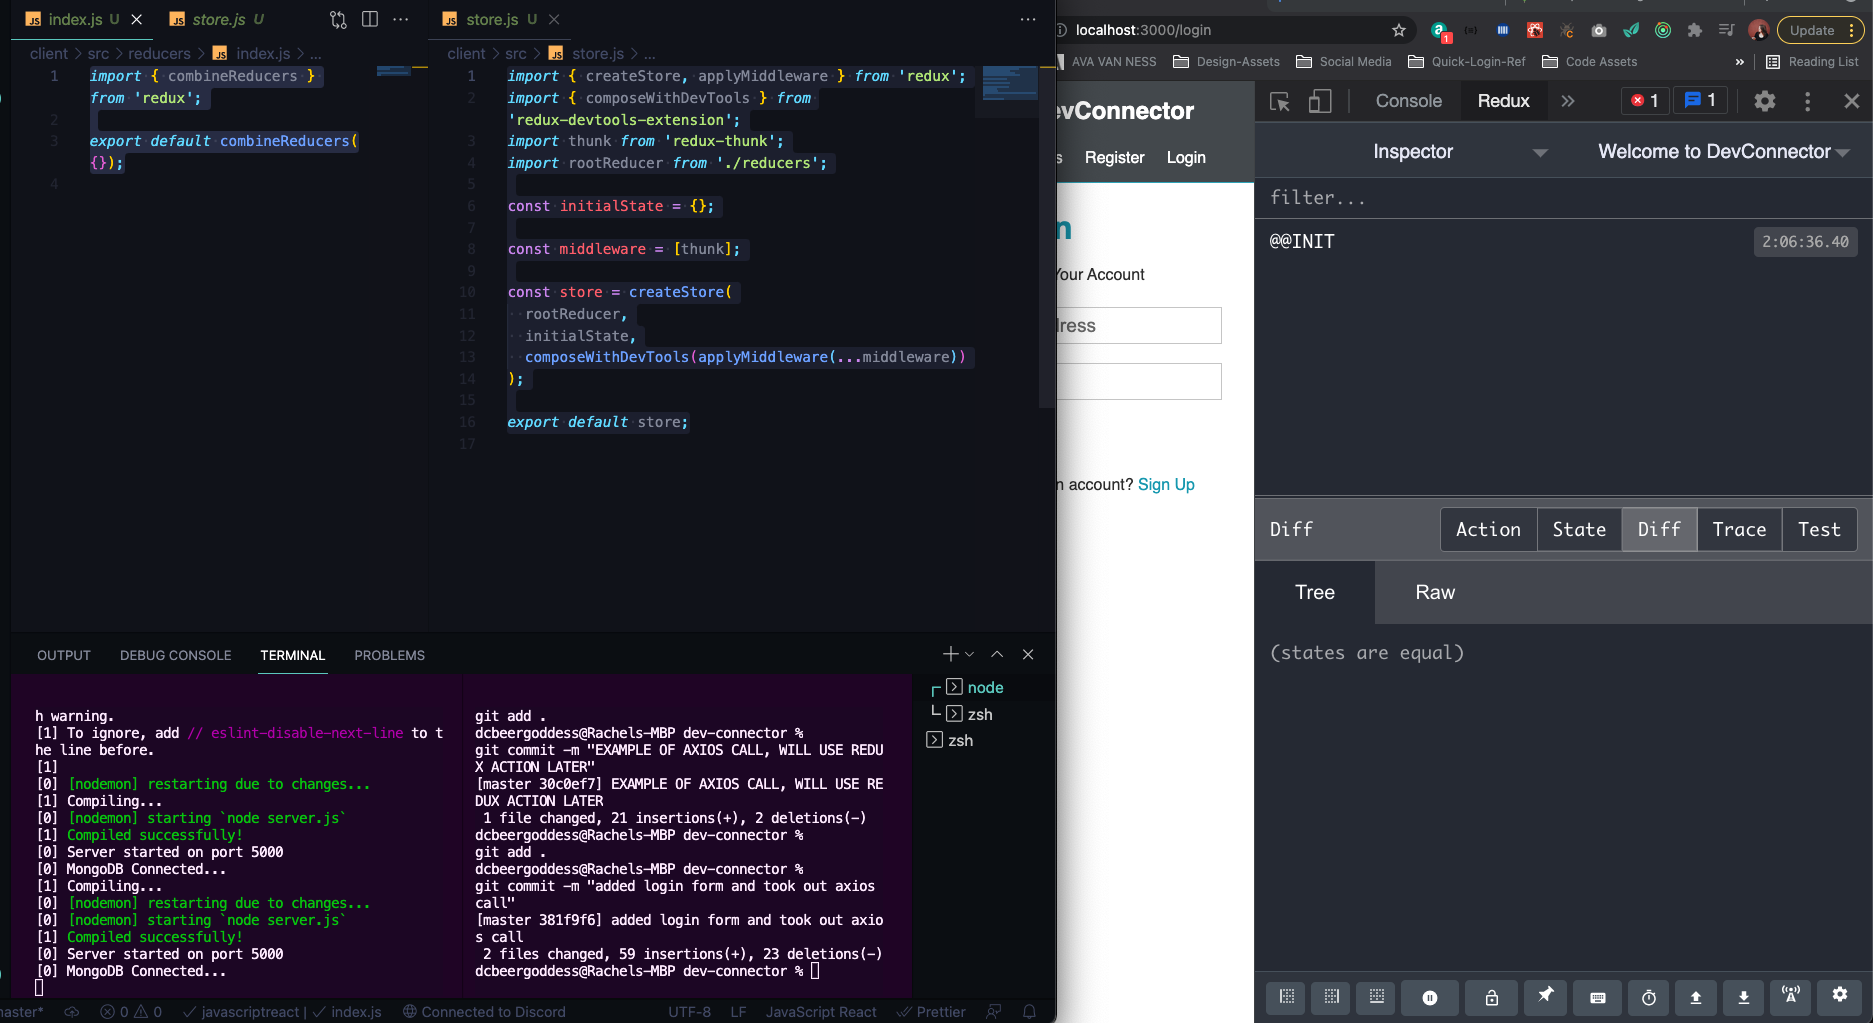 index.js U
store.js U
client > src > reducers > index.js > ...
1 import { combineReducers }
from 'redux';
2
3 export default combineReducers(
{});
4
store.js U
client > src > store.js > ...
1 import { createStore, applyMiddleware } from 'redux';
2 import { composeWithDevTools } from
'redux-devtools-extension';
3 import thunk from 'redux-thunk';
4 import rootReducer from './reducers';
5
6 const initialState = {};
7
8 const middleware = [thunk];
9
10 const store = createStore(
11 rootReducer,
12 initialState,
13 composeWithDevTools(applyMiddleware(...middleware))
14 );
15
16 export default store;
17
OUTPUT DEBUG CONSOLE TERMINAL PROBLEMS
h warning.
[1] To ignore, add // eslint-disable-next-line to t
he line before.
[1]
[0] [nodemon] restarting due to changes...
[1] Compiling...
[0] [nodemon] starting `node server.js`
[1] Compiled successfully!
[0] Server started on port 5000
[0] MongoDB Connected...
[1] Compiling...
[0] [nodemon] restarting due to changes...
[0] [nodemon] starting `node server.js`
[1] Compiled successfully!
[0] Server started on port 5000
[0] MongoDB Connected...
git add .
dcbeergoddess@Rachels-MBP dev-connector %
git commit -m "EXAMPLE OF AXIOS CALL, WILL USE REDU
X ACTION LATER"
[master 30c0ef7] EXAMPLE OF AXIOS CALL, WILL USE RE
DUX ACTION LATER
1 file changed, 21 insertions(+), 2 deletions(-)
dcbeergoddess@Rachels-MBP dev-connector %
git add .
dcbeergoddess@Rachels-MBP dev-connector %
git commit -m "added login form and took out axios
call"
[master 381f9f6] added login form and took out axio
s call
2 files changed, 59 insertions(+), 23 deletions(-)
dcbeergoddess@Rachels-MBP dev-connector %
node
zsh
zsh
master* 0 0 javascriptreact | index.js Connected to Discord UTF-8 LF JavaScript React Prettier
localhost:3000/login
1
Update
AVA VAN NESS Design-Assets Social Media Quick-Login-Ref Code Assets » Reading List
evConnector
s Register Login
n
Your Account
dress
n account? Sign Up
Console Redux » 1 1
Inspector Welcome to DevConnector
filter...
@@INIT 2:06:36.40
Diff Action State Diff Trace Test
Tree Raw
(states are equal)